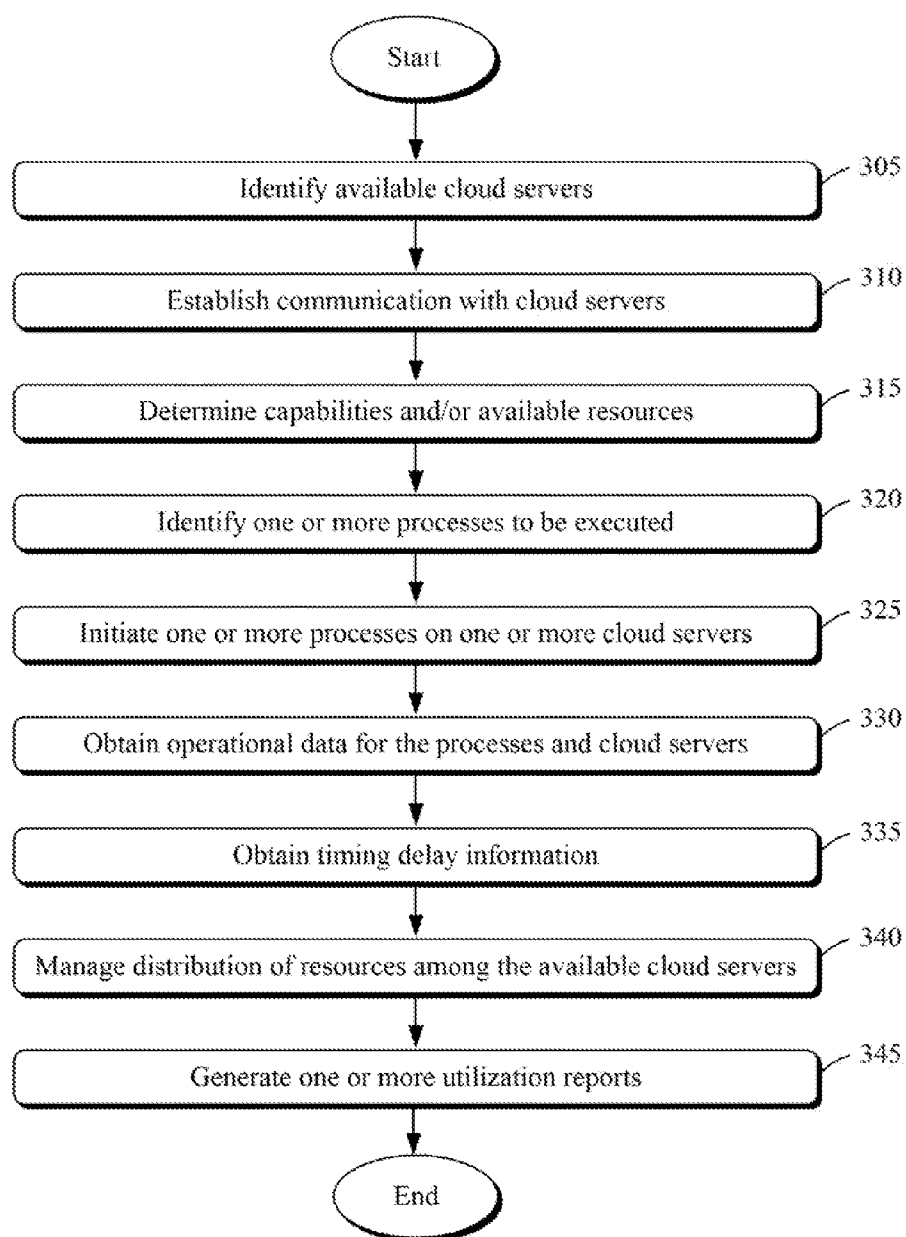 Start
Identify available cloud servers
305
Establish communication with cloud servers
310
Determine capabilities and/or available resources
315
Identify one or more processes to be executed
320
Initiate one or more processes on one or more cloud servers
325
Obtain operational data for the processes and cloud servers
330
Obtain timing delay information
335
Manage distribution of resources among the available cloud servers
340
Generate one or more utilization reports
345
End